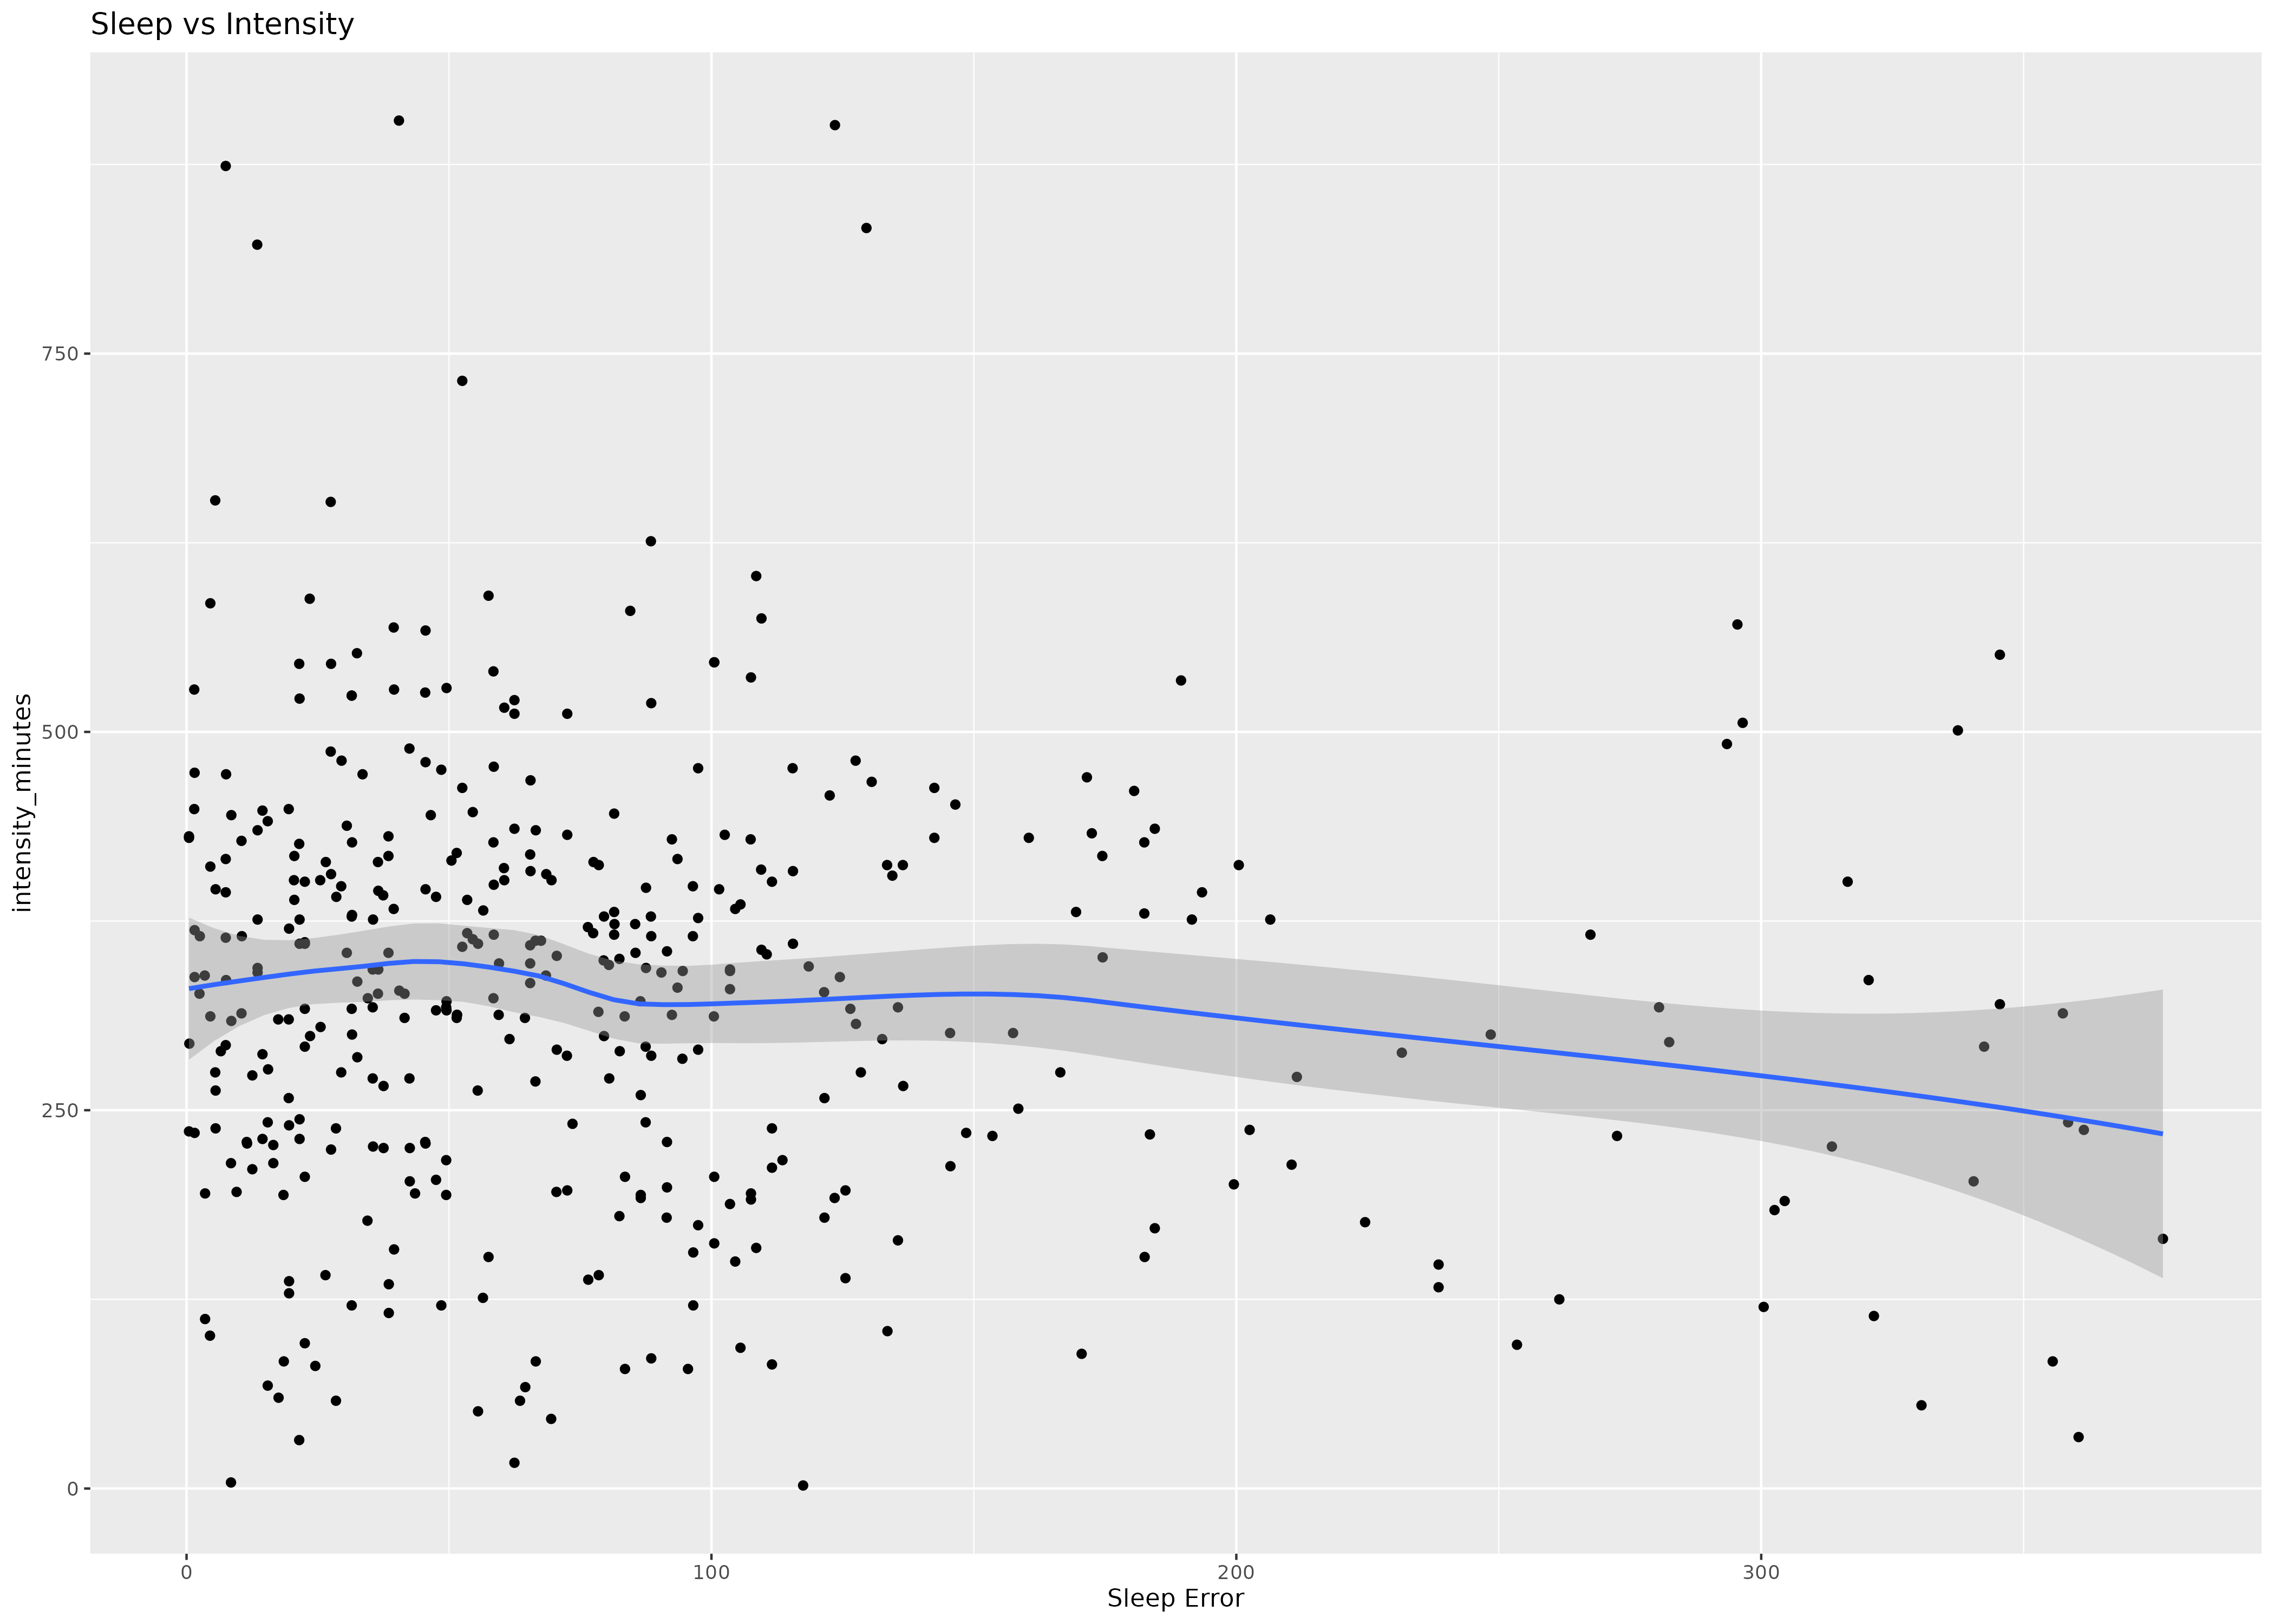 Sleep vs Intensity
750
500
250
0
intensity_minutes
0 100 200 300
Sleep Error